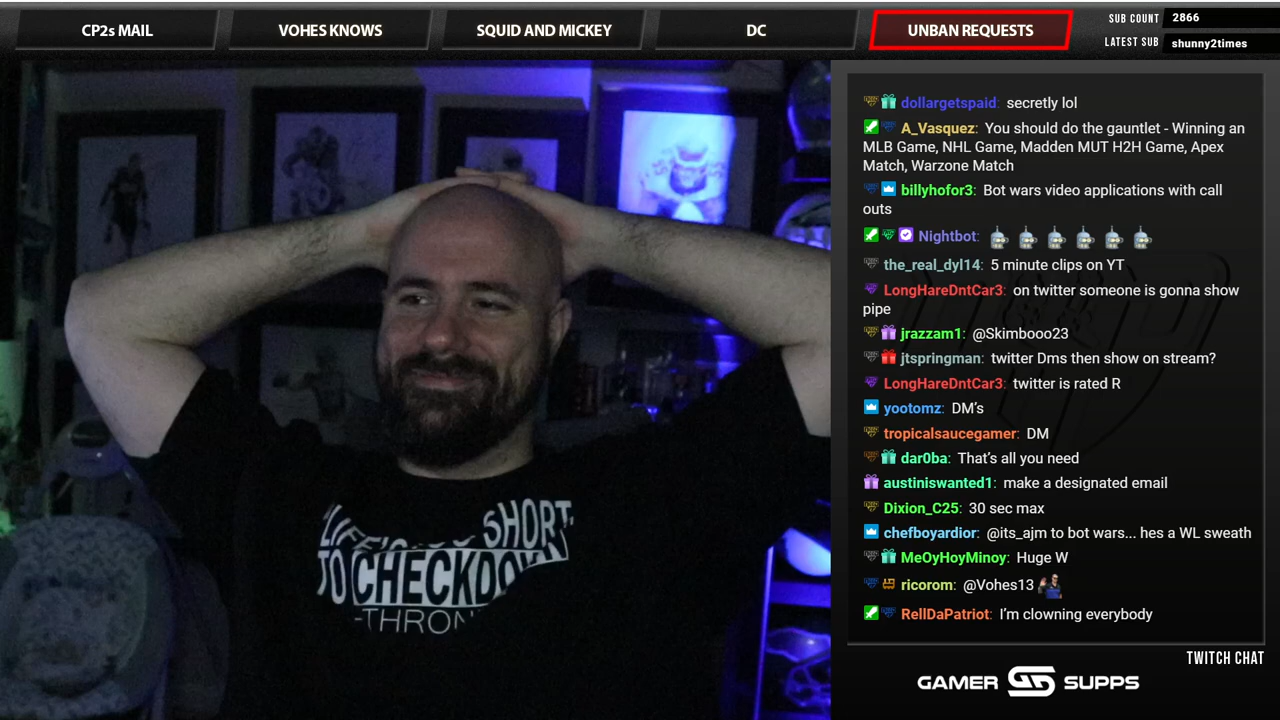 CP2s MAIL
VOHES KNOWS
SQUID AND MICKEY
DC
UNBAN REQUESTS
SUB COUNT 2866
LATEST SUB shunny2times
dollargetspaid: secretly lol
A_Vasquez: You should do the gauntlet - Winning an
MLB Game, NHL Game, Madden MUT H2H Game, Apex
Match, Warzone Match
billyhofor3: Bot wars video applications with call
outs
Nightbot:
the_real_dyl14: 5 minute clips on YT
LongHareDntCar3: on twitter someone is gonna show
pipe
jrazzam1: @Skimbooo23
jtspringman: twitter Dms then show on stream?
LongHareDntCar3: twitter is rated R
yootomz: DM's
tropicalsaucegamer: DM
dar0ba: That's all you need
austiniswanted1: make a designated email
Dixion_C25: 30 sec max
chefboyardior: @its_ajm to bot wars... hes a WL sweath
MeOyHoyMinoy: Huge W
ricorom: @Vohes13
RellDaPatriot: I'm clowning everybody
TWITCH CHAT
GAMER SUPPS
SHORT
TO CHECKDO
-THRO